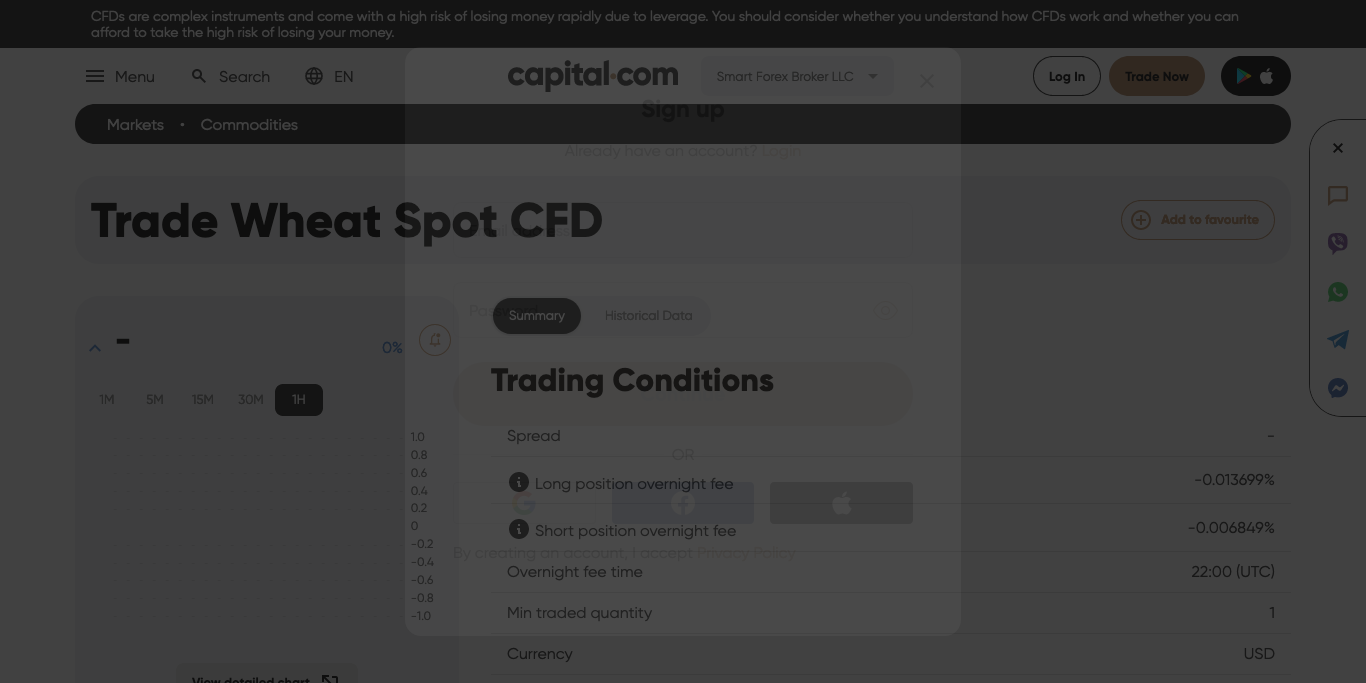 CFDs are complex instruments and come with a high risk of losing money rapidly due to leverage. You should consider whether you understand how CFDs work and whether you can
afford to take the high risk of losing your money.
Menu
Search
EN
capital.com
Smart Forex Broker LLC
Log In
Trade Now
Sign up
Markets • Commodities
Already have an account? Login
Trade Wheat Spot CFD
Add to favourite
Summary
Historical Data
0%
1M
5M
15M
30M
1H
Trading Conditions
1.0
0.8
0.6
0.4
0.2
0
-0.2
-0.4
-0.6
-0.8
-1.0
Spread
-
OR
Long position overnight fee
-0.013699%
Short position overnight fee
-0.006849%
By creating an account, I accept Privacy Policy
Overnight fee time
22:00 (UTC)
Min traded quantity
1
Currency
USD
View detailed chart